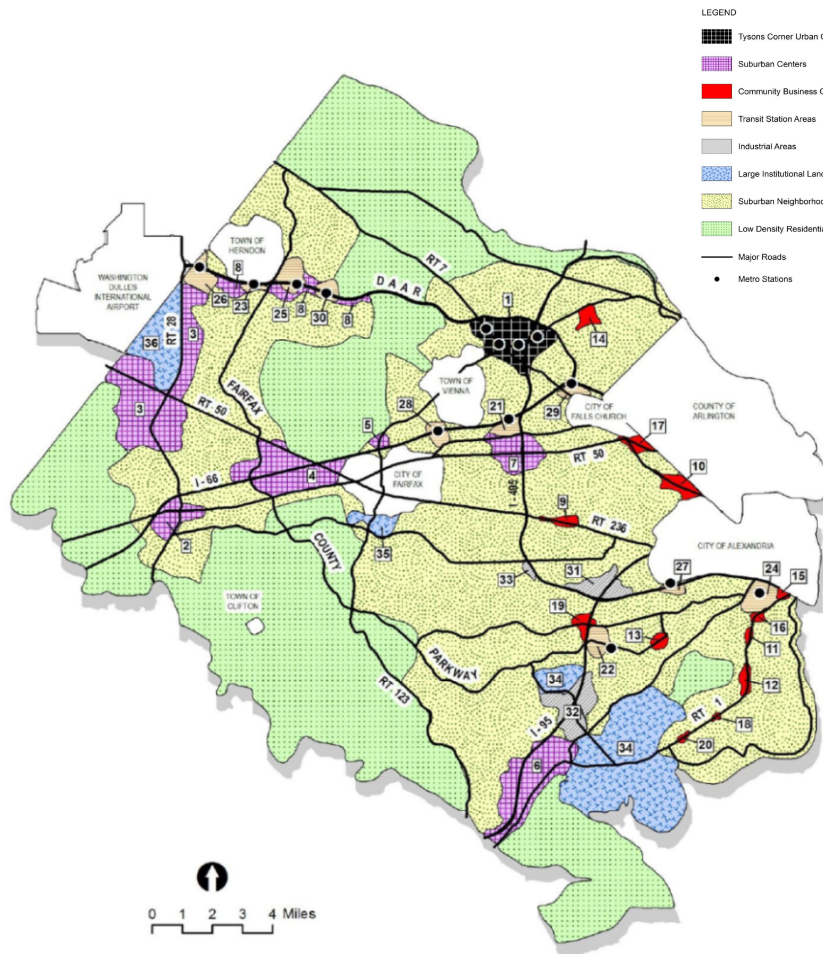 LEGEND
Tysons Corner Urban C
Suburban Centers
Community Business C
Transit Station Areas
Industrial Areas
Large Institutional Lan
Suburban Neighborho
Low Density Residentia
Major Roads
Metro Stations
TOWN OF
HERNDON
WASHINGTON
DULLES
INTERNATIONAL
AIRPORT
RT 7
DAAR
8
26
23
25
8
30
8
1
14
RT 28
3
36
3
FAIRFAX
RT 50
TOWN OF
VIENNA
5
28
21
29
CITY OF
FALLS CHURCH
COUNTY OF
ARLINGTON
17
4
I-66
CITY OF
FAIRFAX
7
RT 50
10
I-495
9
RT 236
2
35
COUNTY
CITY OF ALEXANDRIA
33
31
27
24
15
TOWN OF
CLIFTON
19
13
16
11
PARKWAY
22
12
RT 123
34
32
I-95
RT 1
18
34
20
6
0 1 2 3 4 Miles